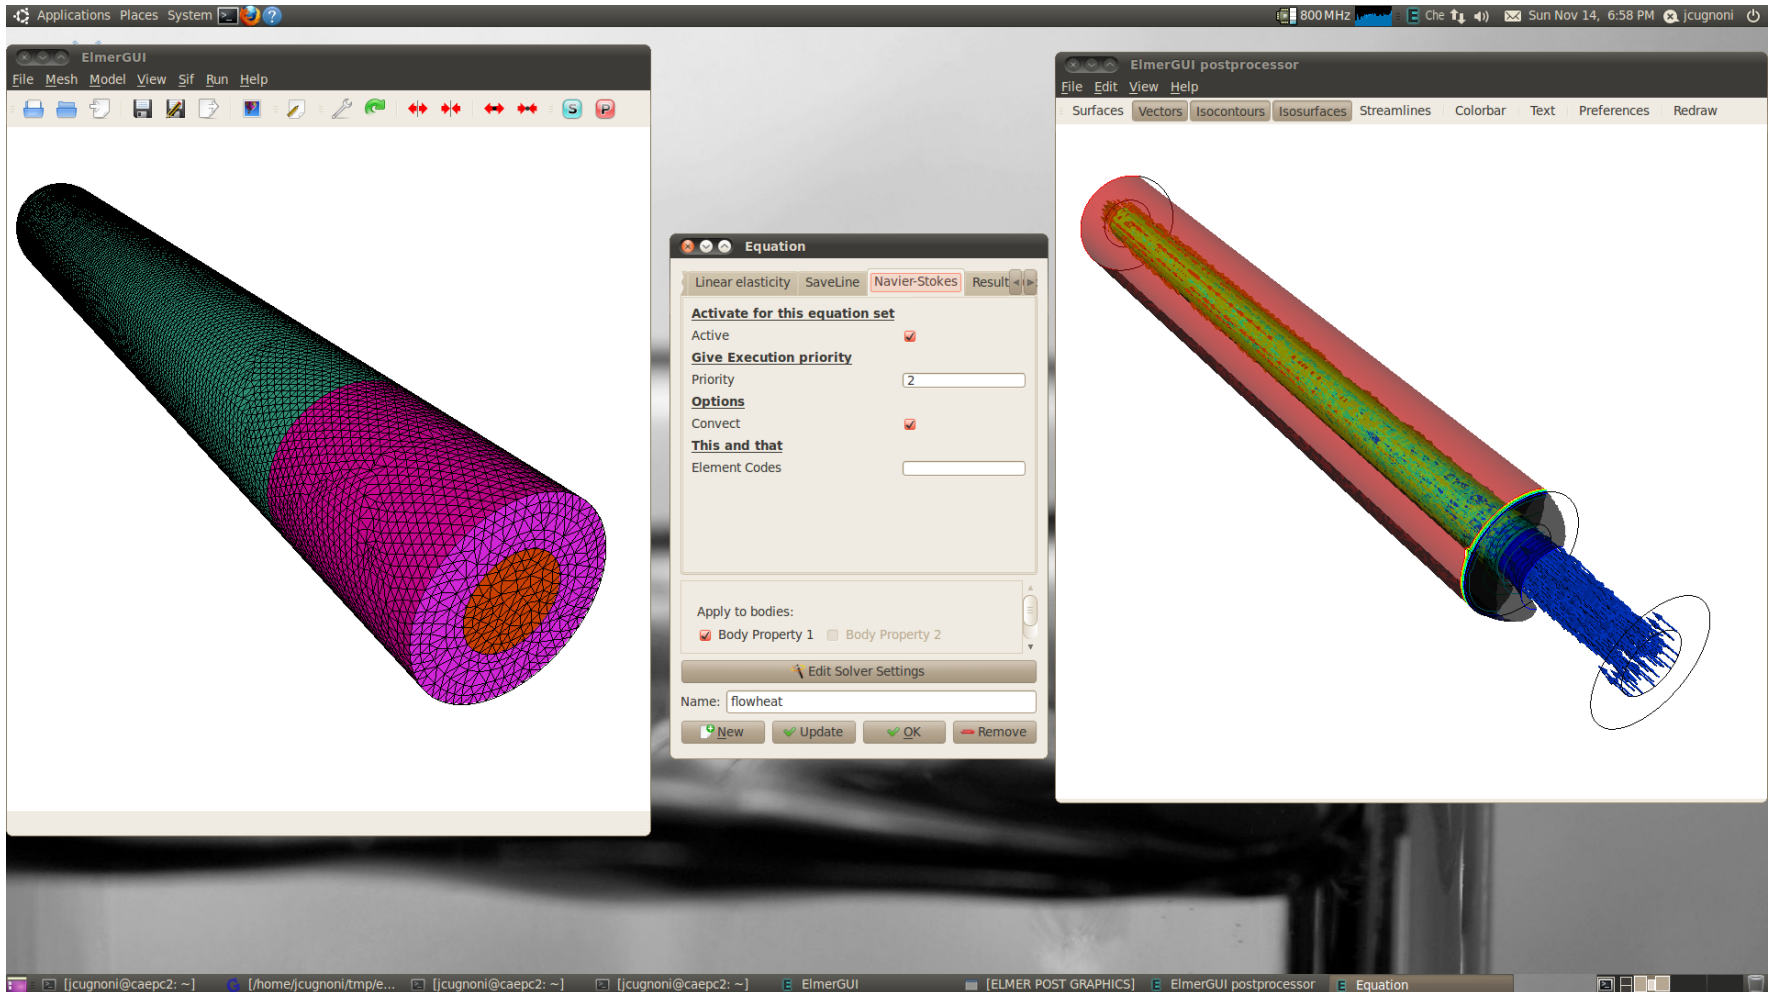 Applications Places System
800 MHz Che Sun Nov 14, 6:58 PM jcugnoni
ElmerGUI
File Mesh Model View Sif Run Help
S P
Equation
Linear elasticity SaveLine Navier-Stokes Result
Activate for this equation set
Active
Give Execution priority
Priority 2
Options
Convect
This and that
Element Codes
Apply to bodies:
Body Property 1 Body Property 2
Edit Solver Settings
Name: flowheat
New Update OK Remove
ElmerGUI postprocessor
File Edit View Help
Surfaces Vectors Isocontours Isosurfaces Streamlines Colorbar Text Preferences Redraw
[jcugnoni@caepc2: ~] [/home/jcugnoni/tmp/e... [jcugnoni@caepc2: ~] [jcugnoni@caepc2: ~] ElmerGUI [ELMER POST GRAPHICS] ElmerGUI postprocessor Equation